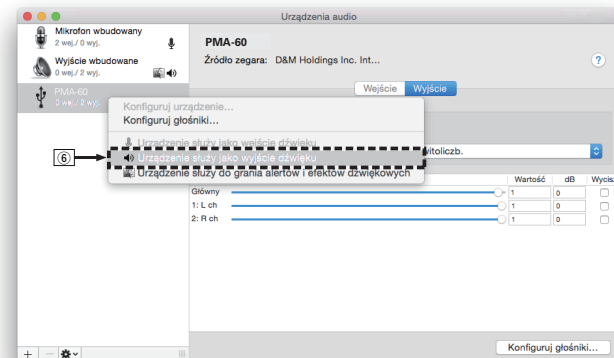 Urządzenia audio
Mikrofon wbudowany
2 wej./ 0 wyj.
Wyjście wbudowane
0 wej./ 2 wyj.
PMA-60
0 wej./ 2 wyj.
PMA-60
Źródło zegara: D&M Holdings Inc. Int...
?
Wejście Wyjście
Konfiguruj urządzenie...
Konfiguruj głośniki...
Urządzenie służy jako wejście dźwięku
⑥
Urządzenie służy jako wyjście dźwięku
Urządzenie służy do grania alertów i efektów dźwiękowych
witoliczb.
Wartość dB Wycisz
Główny 1 0
1: L ch 1 0
2: R ch 1 0
Konfiguruj głośniki...